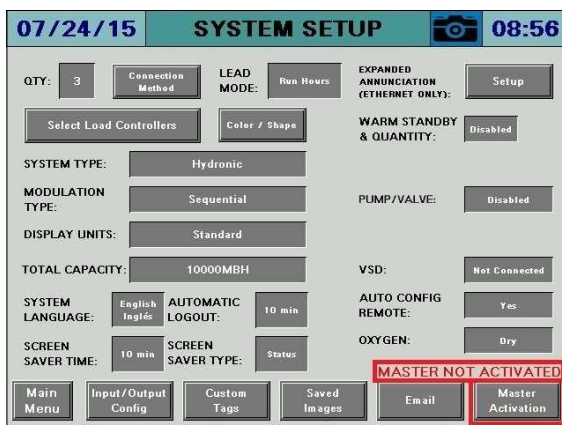 07/24/15 SYSTEM SETUP 08:56
QTY: 3 Connection Method LEAD MODE: Run Hours EXPANDED ANNUNCIATION (ETHERNET ONLY): Setup
Select Load Controllers Color / Shape WARM STANDBY & QUANTITY: Disabled
SYSTEM TYPE: Hydronic
MODULATION TYPE: Sequential PUMP/VALVE: Disabled
DISPLAY UNITS: Standard
TOTAL CAPACITY: 10000MBH VSD: Not Connected
SYSTEM LANGUAGE: English Inglés AUTOMATIC LOGOUT: 10 min AUTO CONFIG REMOTE: Yes
SCREEN SAVER TIME: 10 min SCREEN SAVER TYPE: Status OXYGEN: Dry
MASTER NOT ACTIVATED
Main Menu Input/Output Config Custom Tags Saved Images Email Master Activation